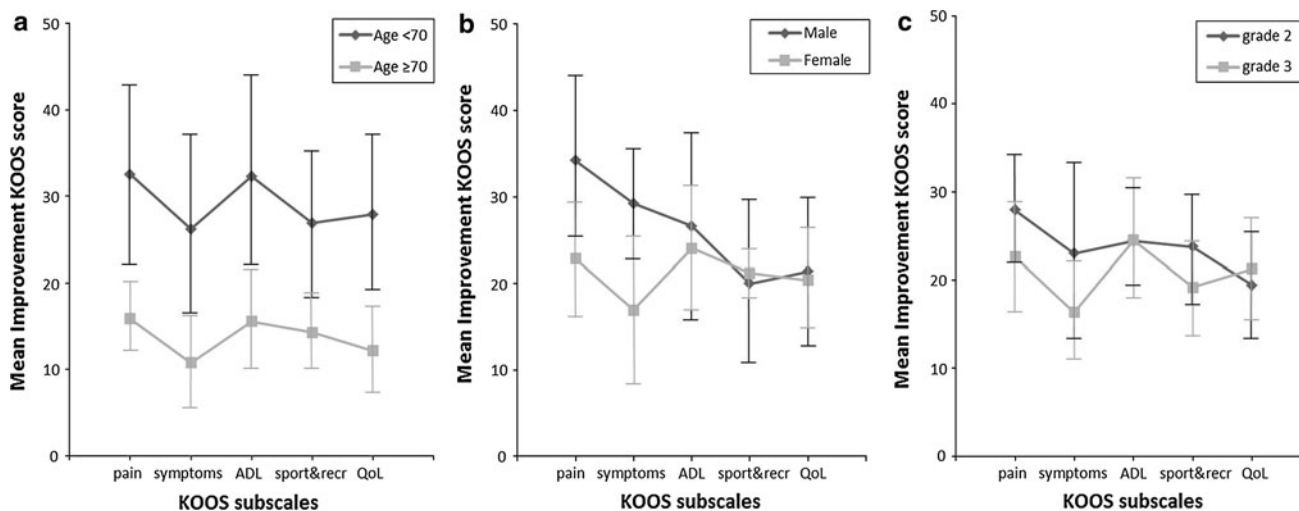 a
50
40
30
20
10
0
Mean Improvement KOOS score
Age <70
Age ≥70
pain symptoms ADL sport&recr QoL
KOOS subscales
b
50
40
30
20
10
0
Mean Improvement KOOS score
Male
Female
pain symptoms ADL sport&recr QoL
KOOS subscales
c
50
40
30
20
10
0
Mean Improvement KOOS score
grade 2
grade 3
pain symptoms ADL sport&recr QoL
KOOS subscales